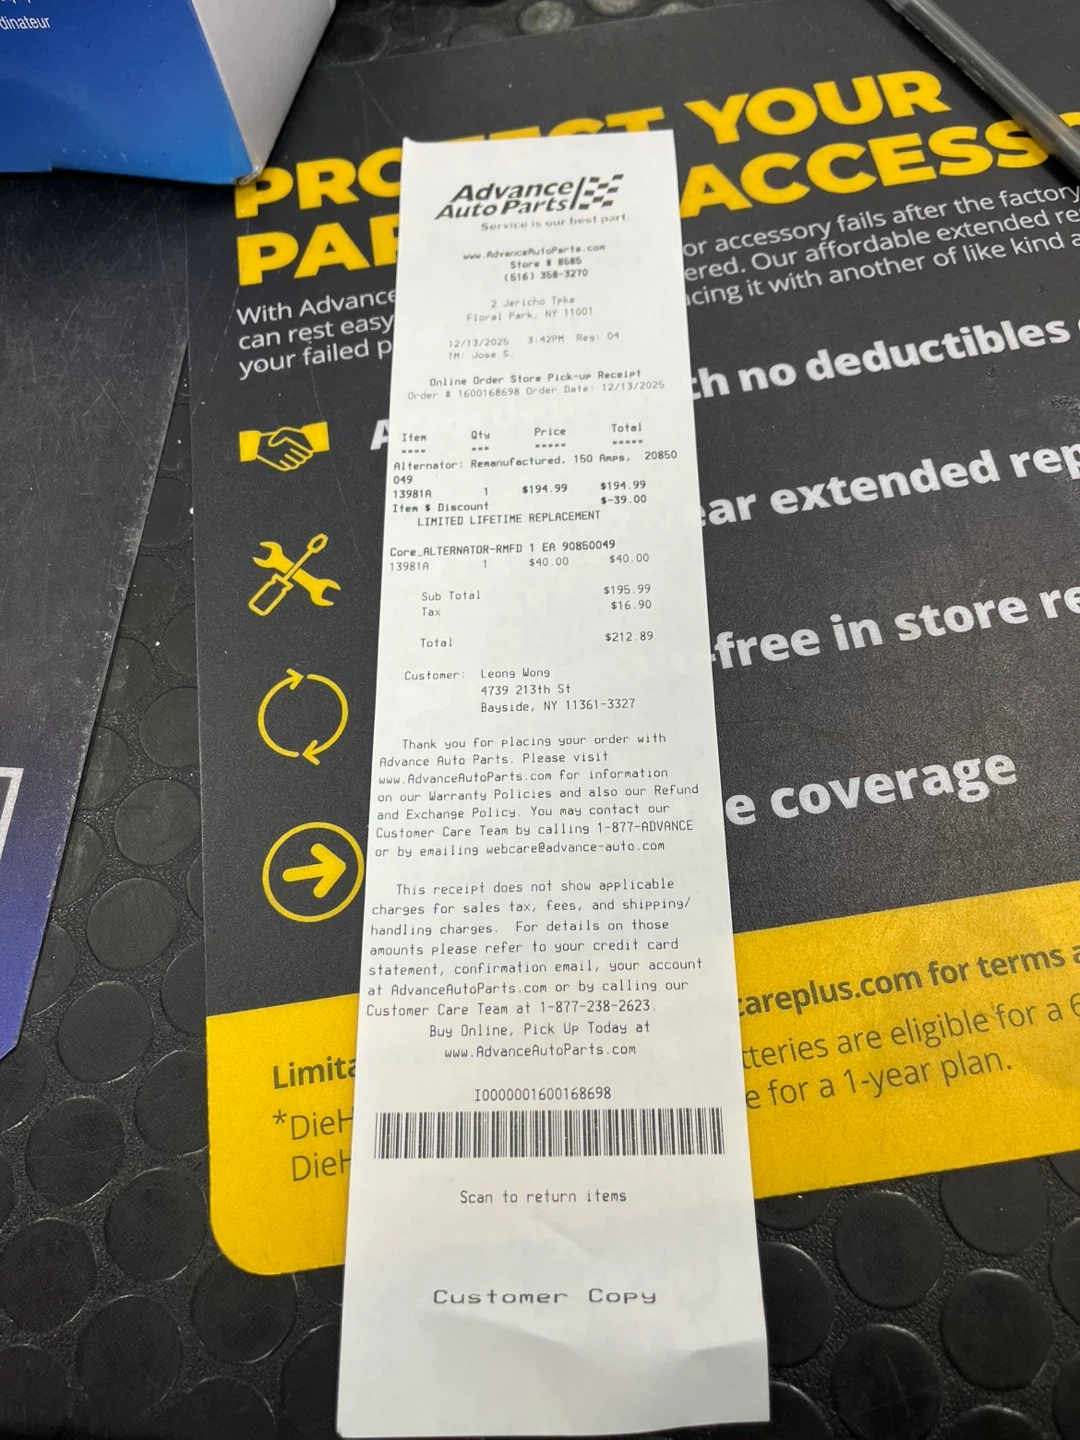 dinateur
PROTECT YOUR
PAR ACCESS
With Advance or accessory fails after the factory
can rest easy ered. Our affordable extended re
your failed p cing it with another of like kind a
Advance
Auto Parts
Service is our best part.
www.AdvanceAutoParts.com
Store # 8585
(516) 358-3270
2 Jericho Tpke
Floral Park, NY 11001
12/13/2025 3:42PM Reg: 04
TM: Jose S.
Online Order Store Pick-up Receipt
Order # 1600168698 Order Date: 12/13/2025
Item Qty Price Total
---- --- ----- -----
Alternator: Remanufactured, 150 Amps, 20850
049
13981A 1 $194.99 $194.99
Item $ Discount $-39.00
LIMITED LIFETIME REPLACEMENT
Core_ALTERNATOR-RMFD 1 EA 90850049
13981A 1 $40.00 $40.00
Sub Total $195.99
Tax $16.90
Total $212.89
Customer: Leong Wong
4739 213th St
Bayside, NY 11361-3327
Thank you for placing your order with
Advance Auto Parts. Please visit
www.AdvanceAutoParts.com for information
on our Warranty Policies and also our Refund
and Exchange Policy. You may contact our
Customer Care Team by calling 1-877-ADVANCE
or by emailing webcare@advance-auto.com
This receipt does not show applicable
charges for sales tax, fees, and shipping/
handling charges. For details on those
amounts please refer to your credit card
statement, confirmation email, your account
at AdvanceAutoParts.com or by calling our
Customer Care Team at 1-877-238-2623.
Buy Online, Pick Up Today at
www.AdvanceAutoParts.com
I0000001600168698
Scan to return items
Customer Copy
A th no deductibles
ear extended rep
-free in store re
e coverage
careplus.com for terms a
Limita tteries are eligible for a 6
*DieH e for a 1-year plan.
DieH